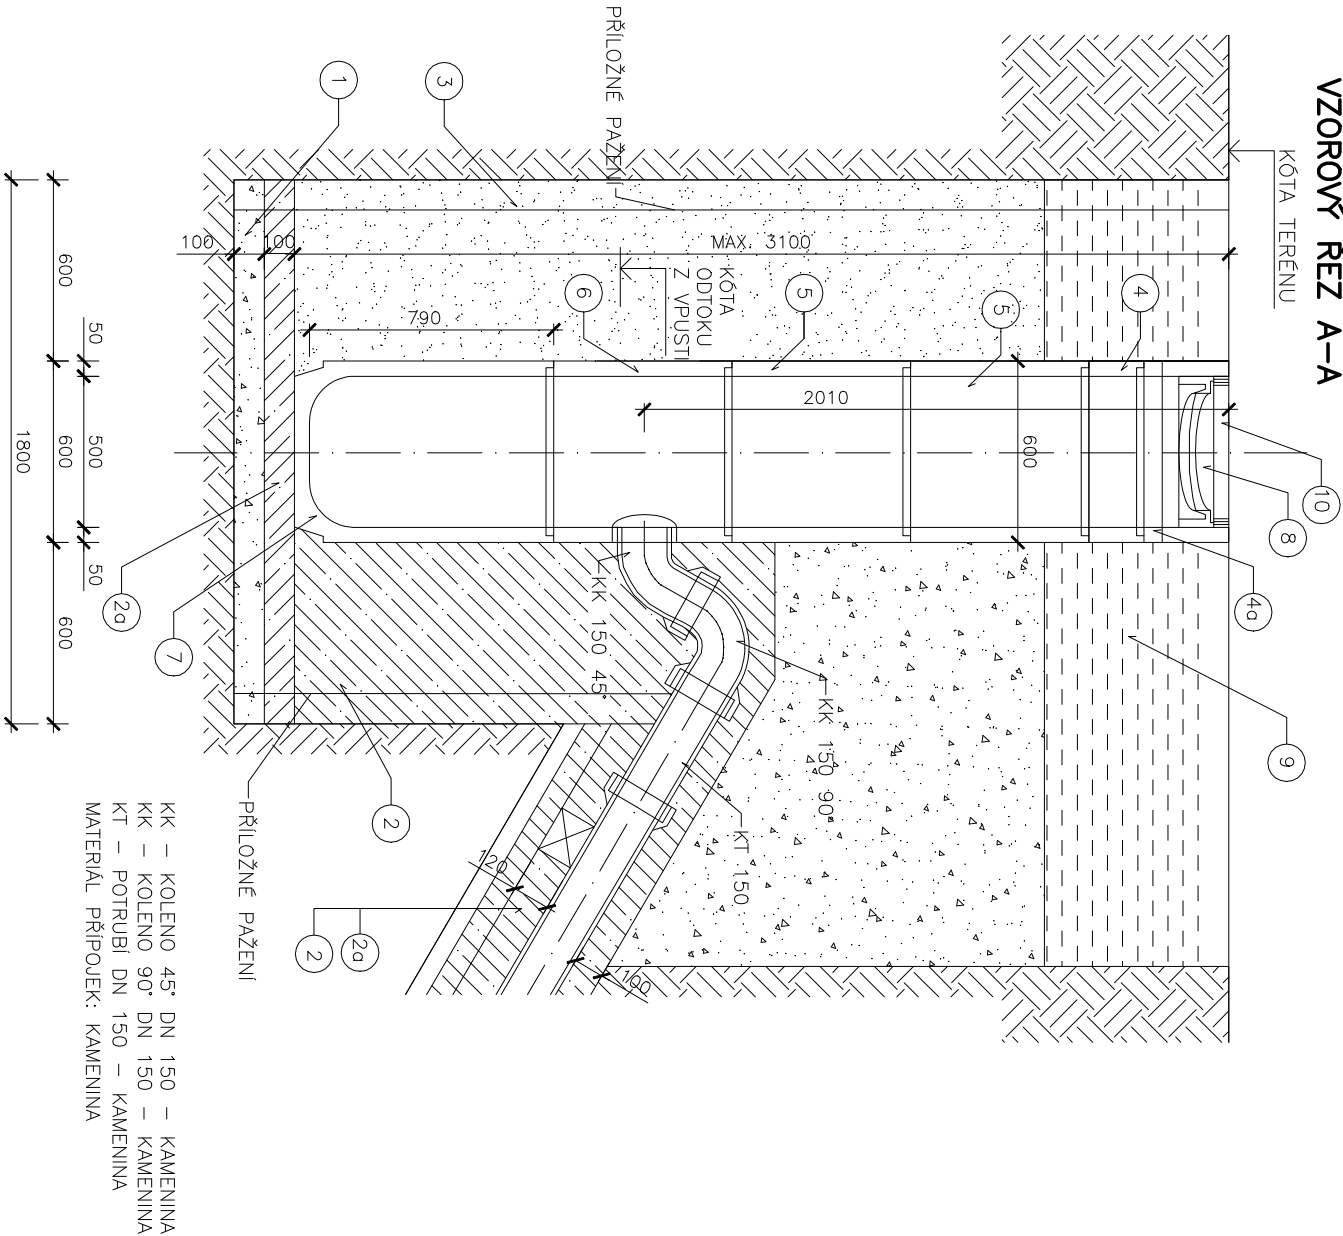 VZOROVÝ ŘEZ A–A
KÓTA TERÉNU
10
8
4a
9
4
5
5
6
3
1
PŘÍLOŽNÉ PAŽENÍ
MAX. 3100
100
100
KÓTA
ODTOKU
Z VPUSTI
790
2010
600
KK 150 45°
KK 150 90°
KT 150
120
100
2a
7
2
2a
2
PŘÍLOŽNÉ PAŽENÍ
50
500
50
600
600
600
1800
KK – KOLENO 45° DN 150 – KAMENINA
KK – KOLENO 90° DN 150 – KAMENINA
KT – POTRUBÍ DN 150 – KAMENINA
MATERIÁL PŘÍPOJEK: KAMENINA